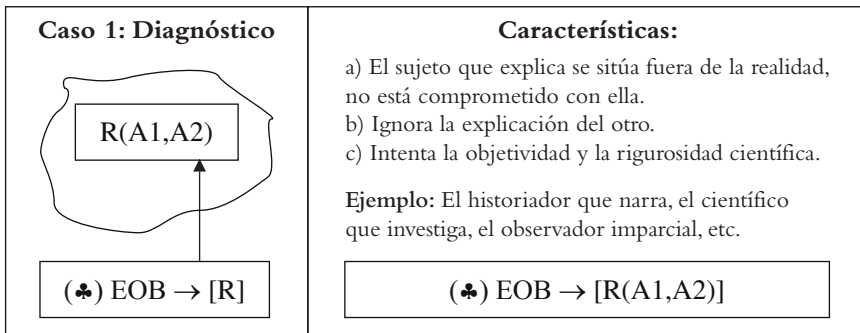 Caso 1: Diagnóstico
R(A1,A2)
(♣) EOB → [R]
Características:
a) El sujeto que explica se sitúa fuera de la realidad,
no está comprometido con ella.
b) Ignora la explicación del otro.
c) Intenta la objetividad y la rigurosidad científica.
Ejemplo: El historiador que narra, el científico
que investiga, el observador imparcial, etc.
(♣) EOB → [R(A1,A2)]